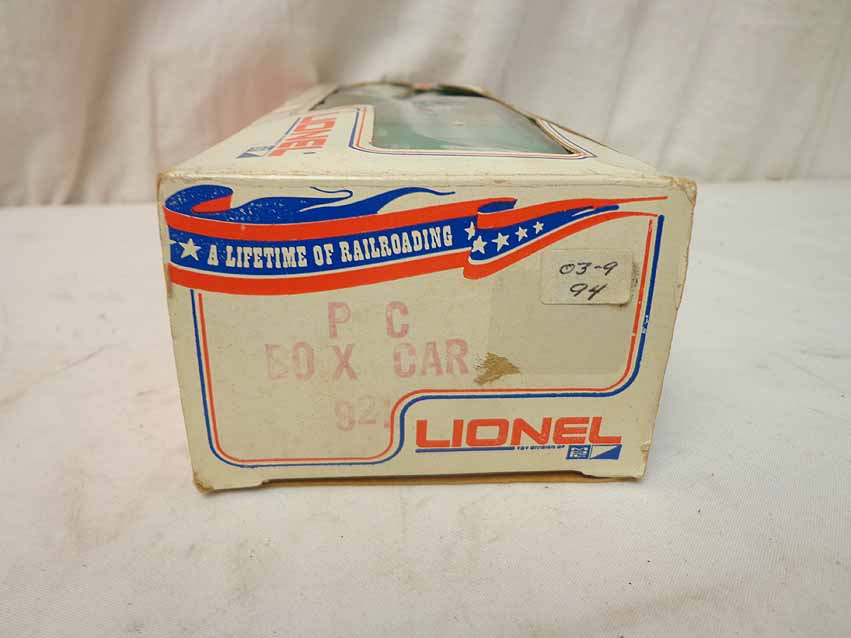 LIONEL
A LIFETIME OF RAILROADING
03-9
94
P C
BOX CAR
LIONEL